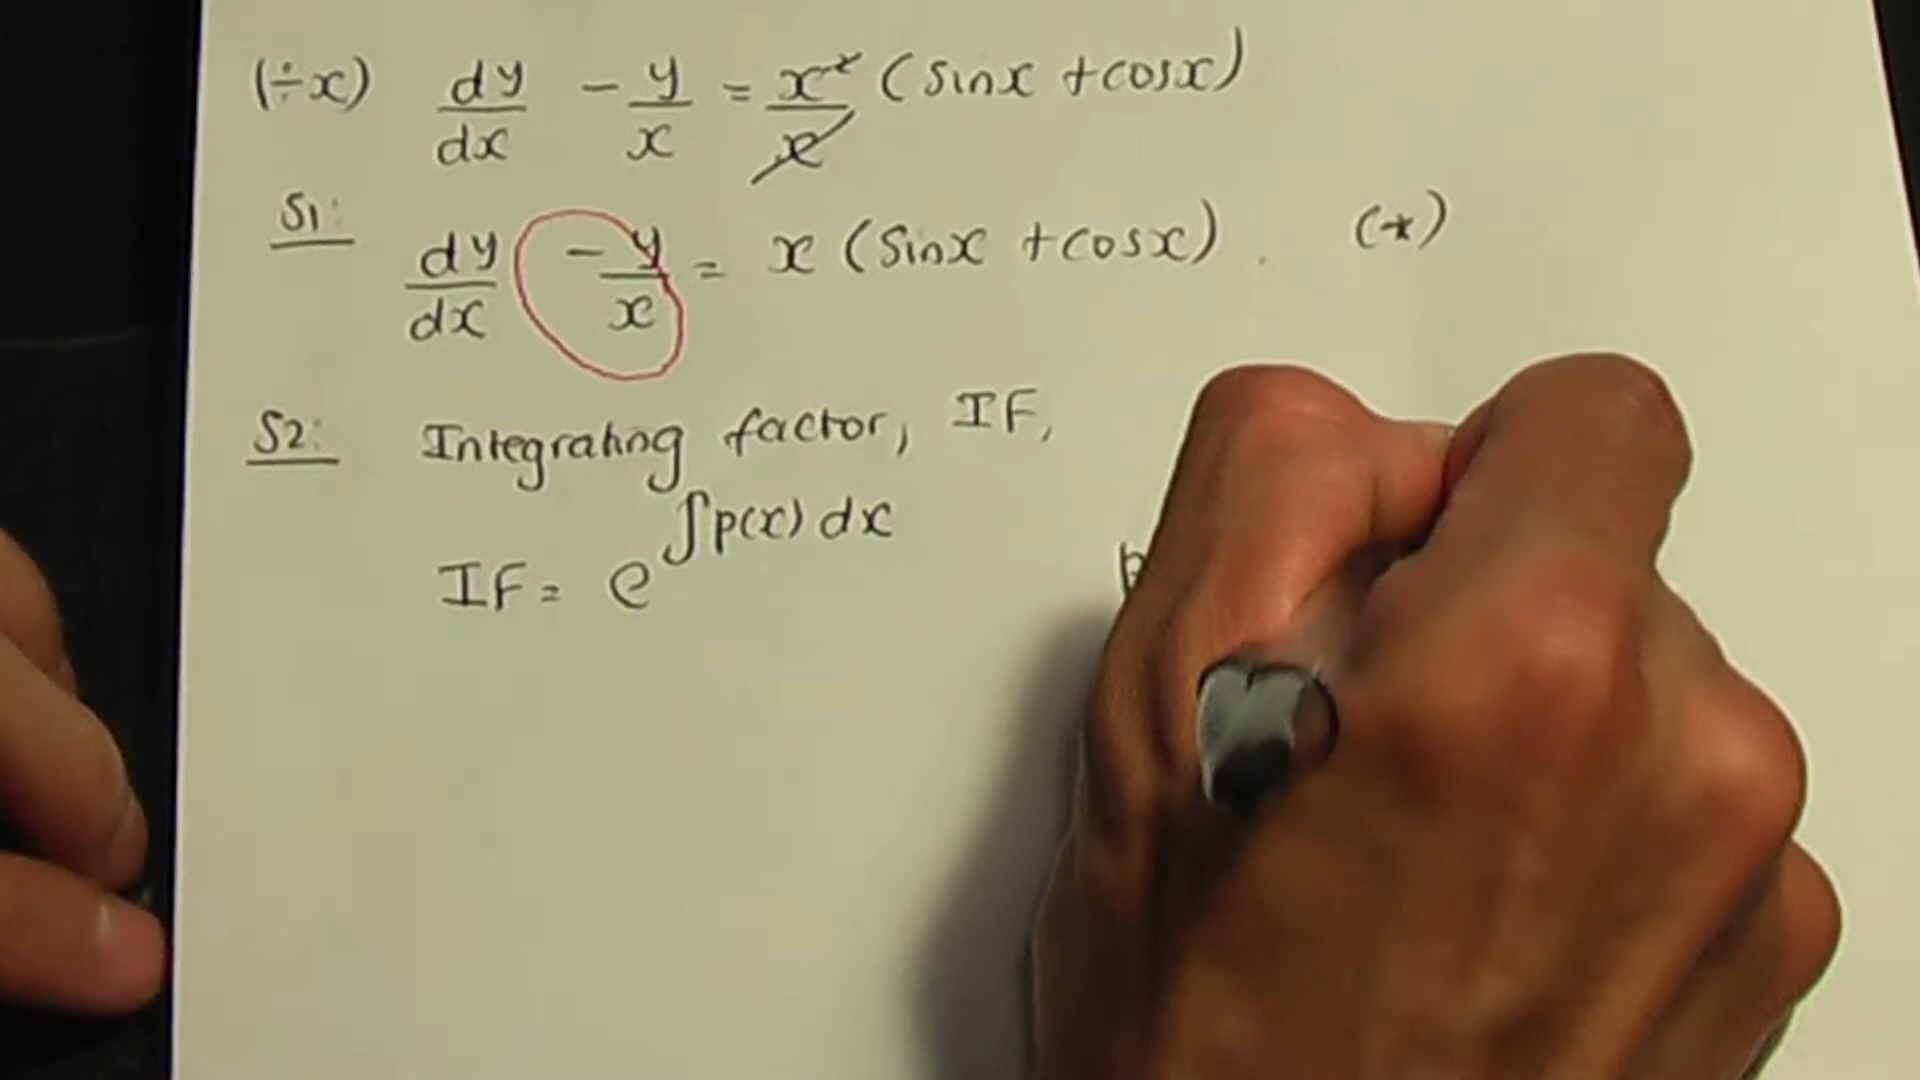 (÷x) dy/dx - y/x = x²/x (sinx + cosx)
S1:
dy/dx - y/x = x (sinx + cosx). (*)
S2: Integrating factor, IF,
IF = e^∫p(x) dx